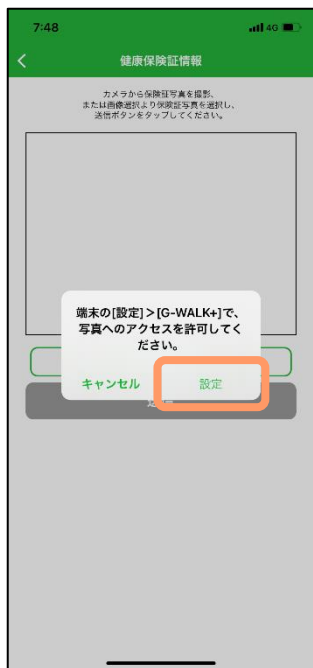 7:48
4G
健康保険証情報
カメラから保険証写真を撮影、
または画像選択より保険証写真を選択し、
送信ボタンをタップしてください。
端末の[設定]>[G-WALK+]で、
写真へのアクセスを許可してく
ださい。
キャンセル
設定